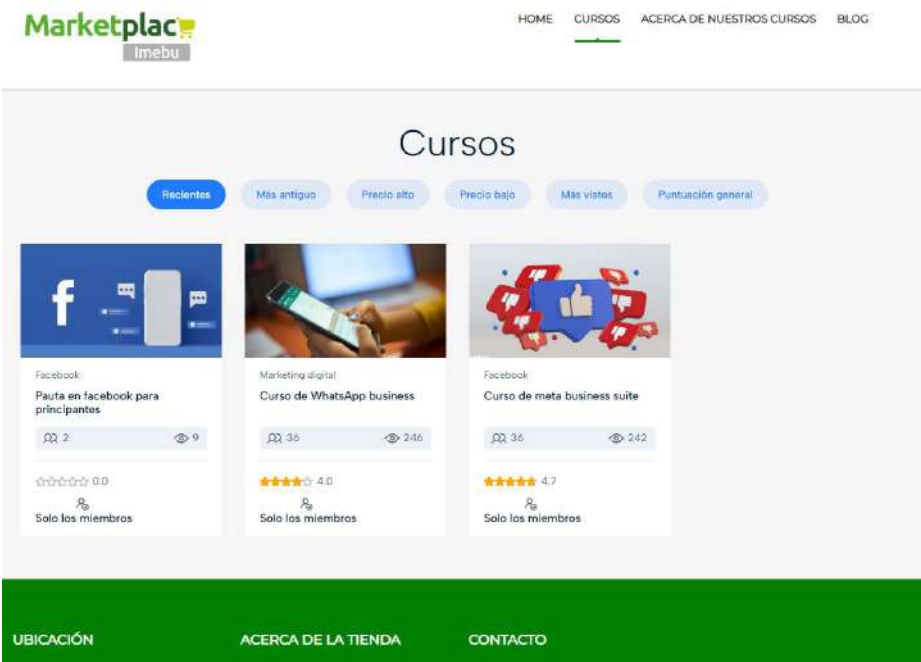 Marketplac
Imebu
HOME CURSOS ACERCA DE NUESTROS CURSOS BLOG
Cursos
Recientes Más antiguo Precio alto Precio bajo Más vistos Puntuación general
Facebook
Pauta en facebook para
principantes
2 9
0.0
Solo los miembros
Marketing digital
Curso de WhatsApp business
36 246
4.0
Solo los miembros
Facebook
Curso de meta business suite
36 242
4.7
Solo los miembros
UBICACIÓN ACERCA DE LA TIENDA CONTACTO